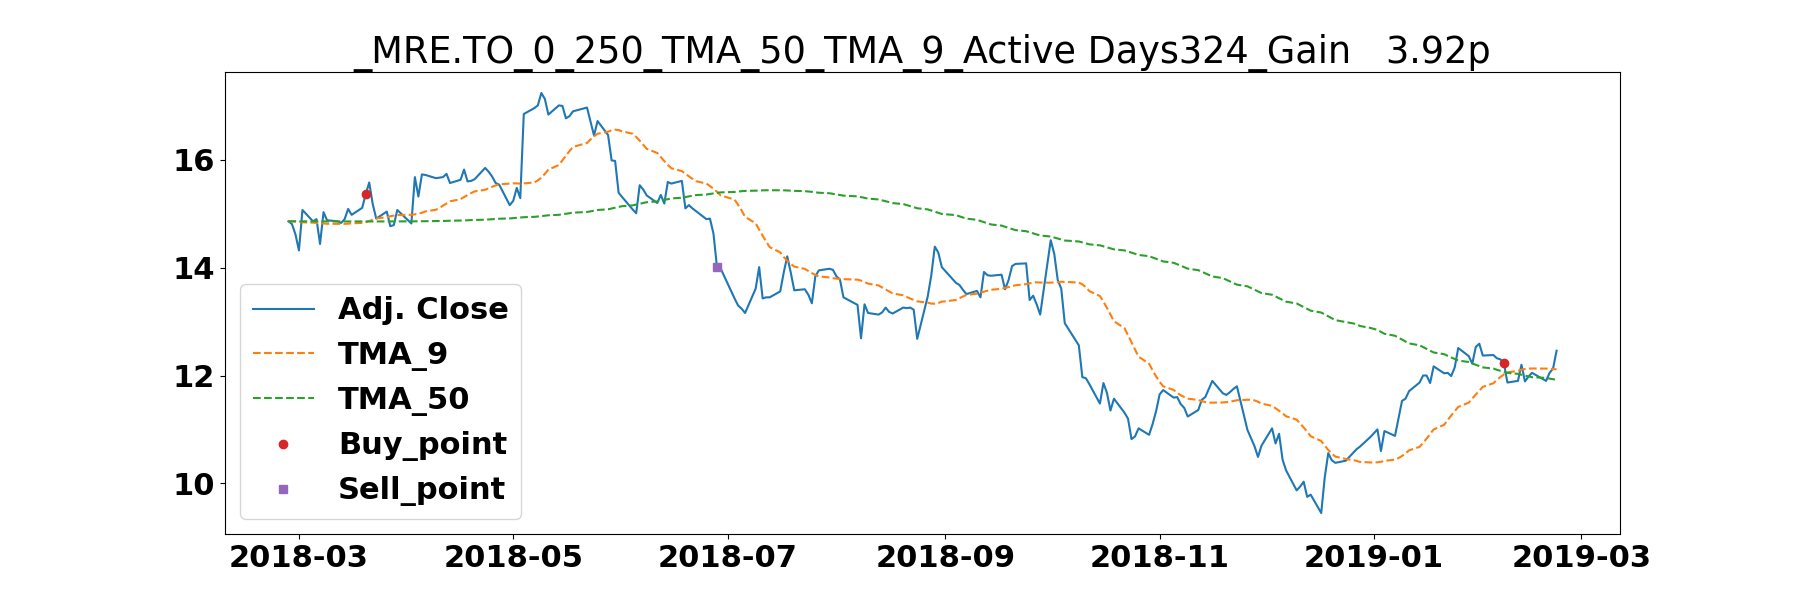 _MRE.TO_0_250_TMA_50_TMA_9_Active Days324_Gain   3.92p
16
14
12
10
Adj. Close
TMA_9
TMA_50
Buy_point
Sell_point
2018-03 2018-05 2018-07 2018-09 2018-11 2019-01 2019-03